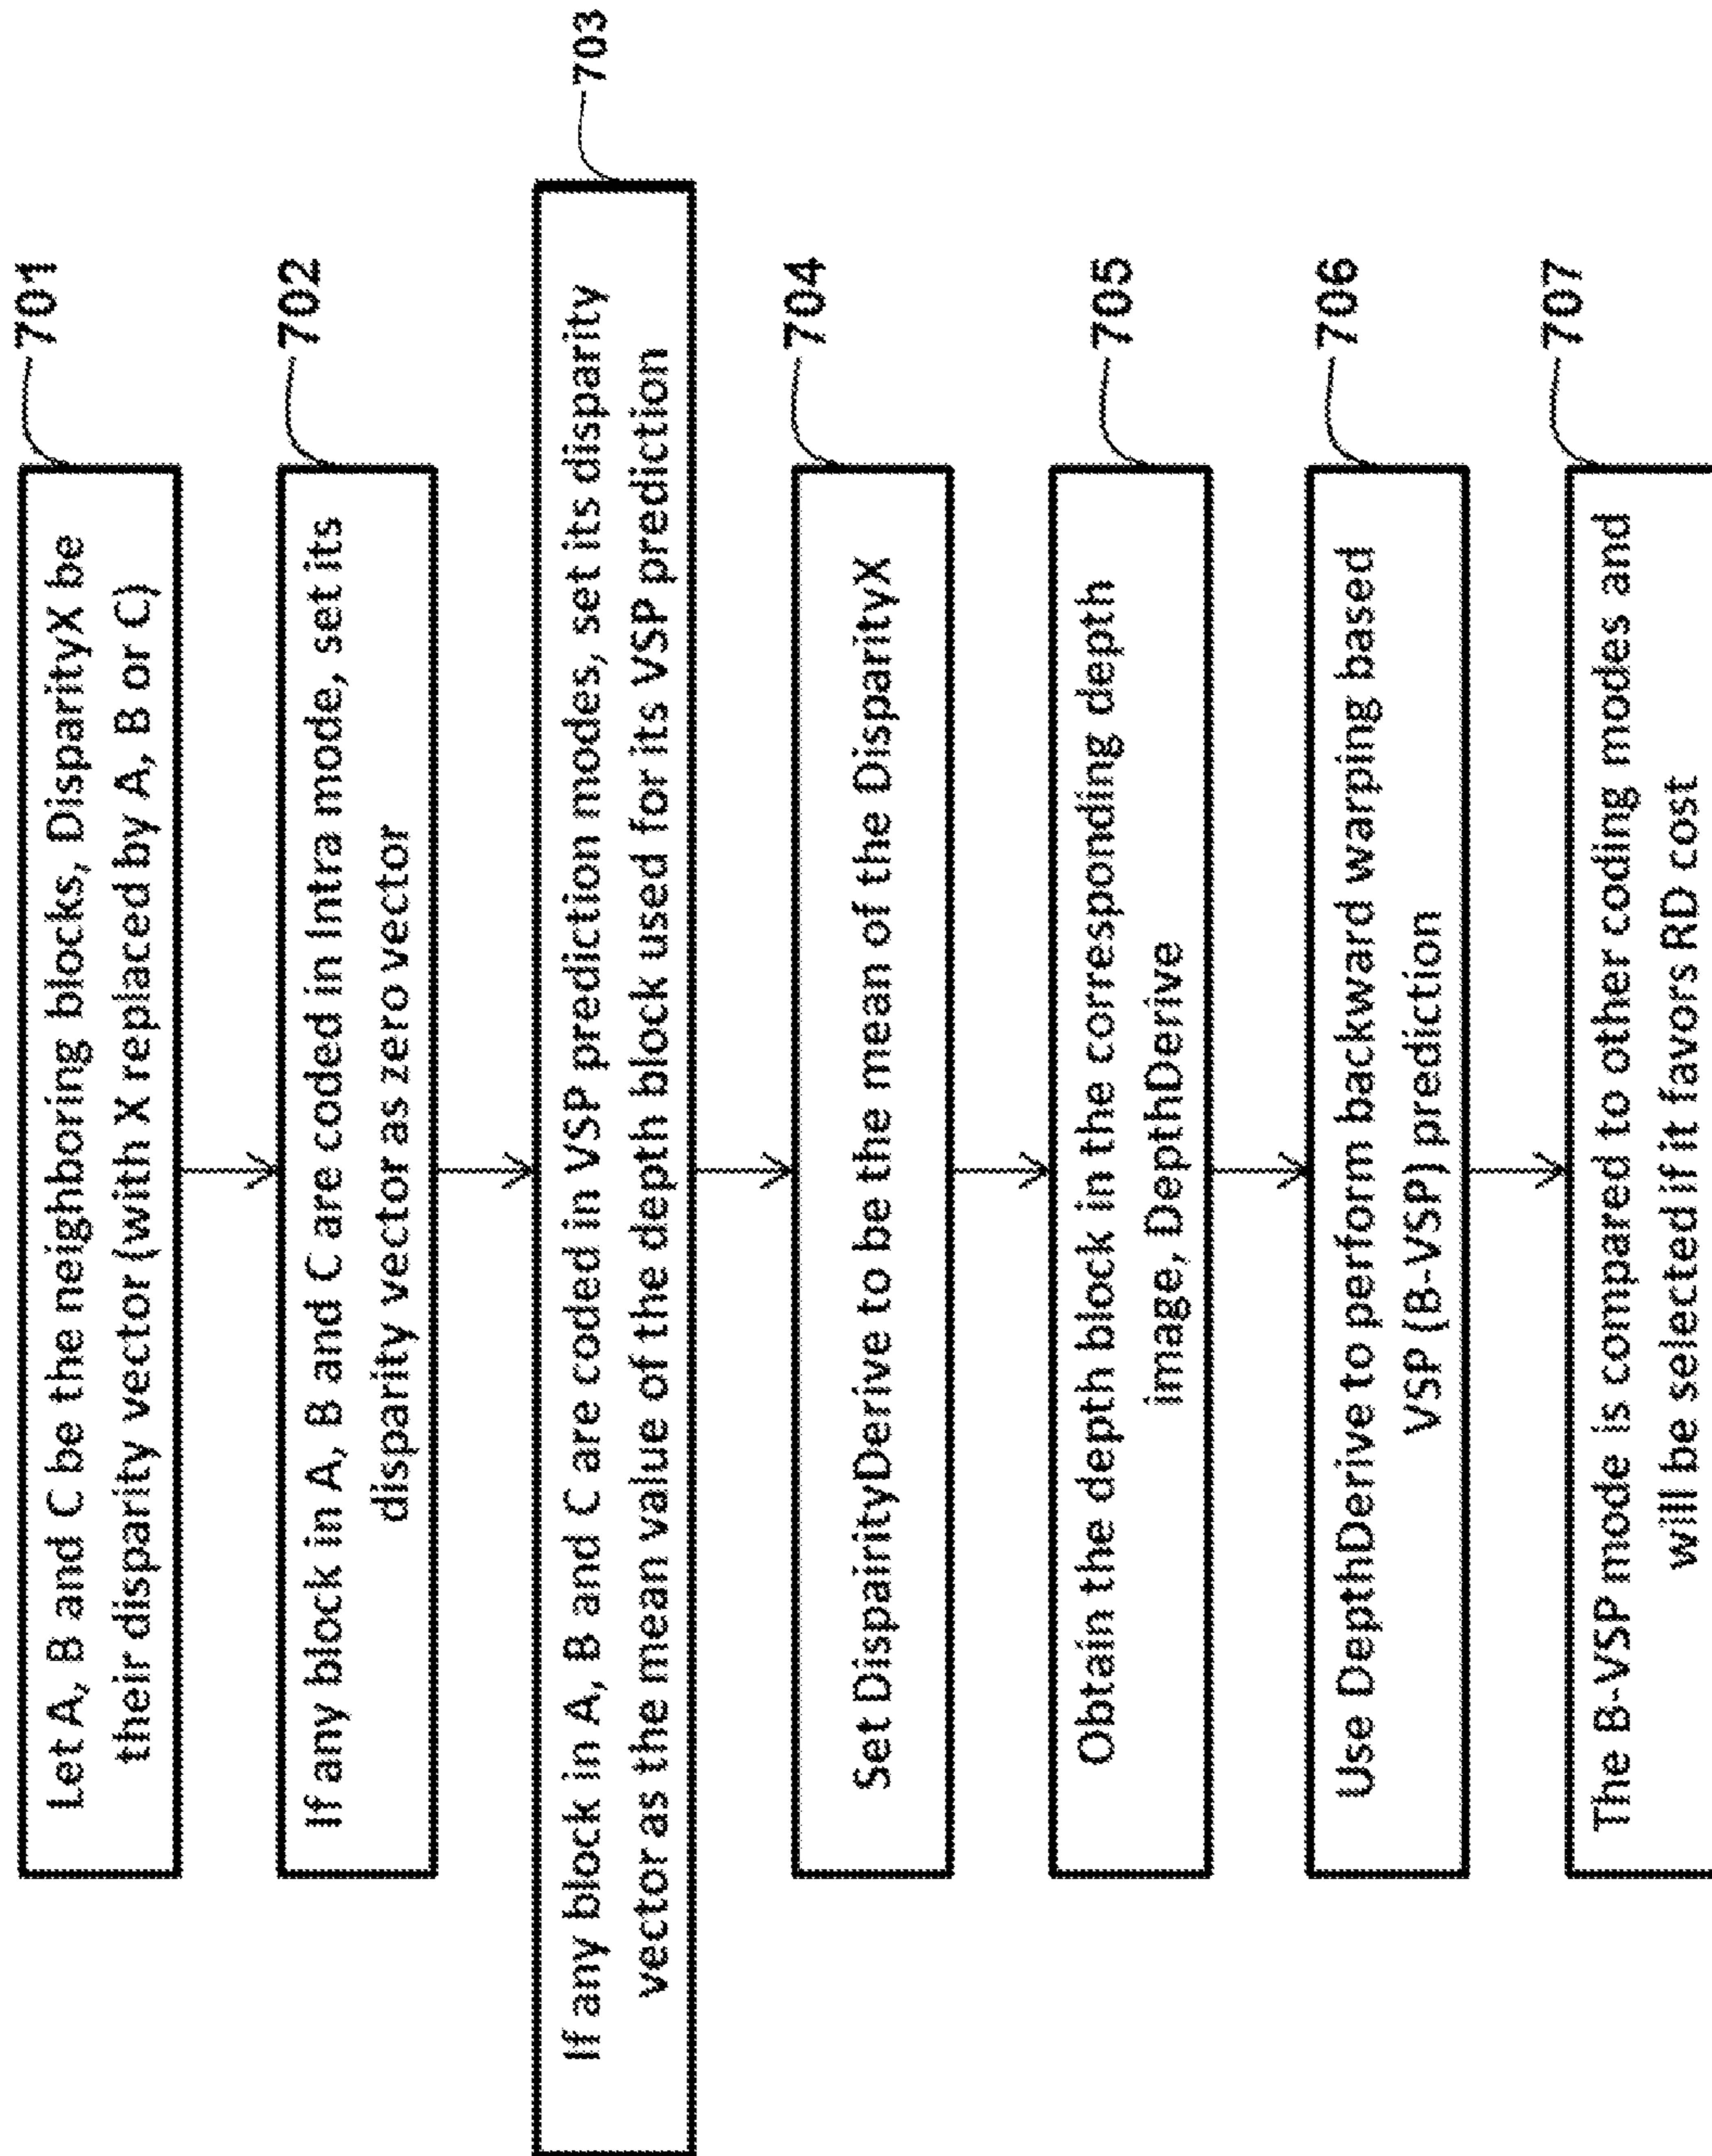 701
Let A, B and C be the neighboring blocks, DisparityX be
their disparity vector (with X replaced by A, B or C)
702
If any block in A, B and C are coded in Intra mode, set its
disparity vector as zero vector
703
If any block in A, B and C are coded in VSP prediction modes, set its disparity
vector as the mean value of the depth block used for its VSP prediction
704
Set DispairityDerive to be the mean of the DisparityX
705
Obtain the depth block in the corresponding depth
image, DepthDerive
706
Use DepthDerive to perform backward warping based
VSP (B-VSP) prediction
707
The B-VSP mode is compared to other coding modes and
will be selected if it favors RD cost